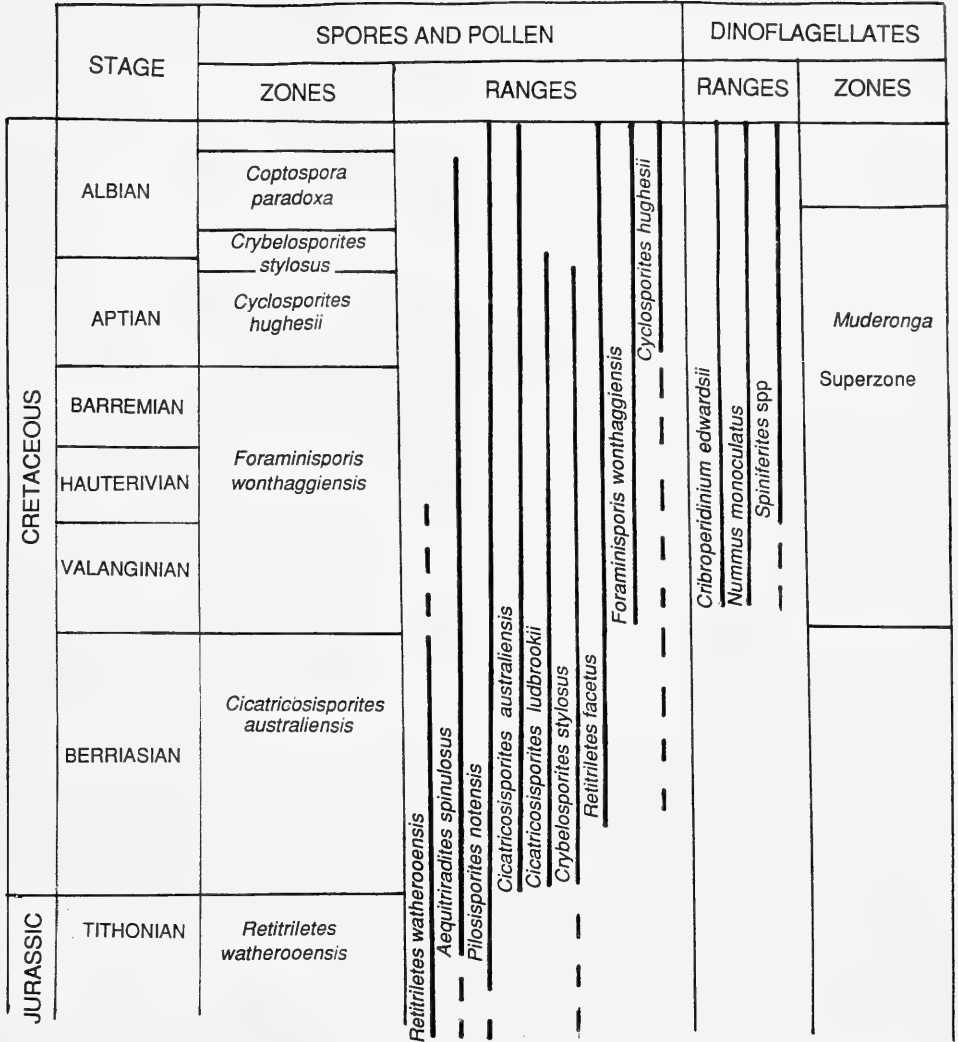 STAGE
SPORES AND POLLEN
DINOFLAGELLATES
ZONES
RANGES
RANGES
ZONES
CRETACEOUS
JURASSIC
ALBIAN
APTIAN
BARREMIAN
HAUTERIVIAN
VALANGINIAN
BERRIASIAN
TITHONIAN
Coptospora
paradoxa
Crybelosporites
stylosus
Cyclosporites
hughesii
Foraminisporis
wonthaggiensis
Cicatricosisporites
australiensis
Retitriletes
watherooensis
Retitriletes watherooensis
Aequitriradites spinulosus
Pilosisporites notensis
Cicatricosisporites australiensis
Cicatricosisporites ludbrookii
Crybelosporites stylosus
Retitriletes facetus
Foraminisporis wonthaggiensis
Cyclosporites hughesii
Cribroperidinium edwardsii
Nummus monoculatus
Spiniferites spp
Muderonga
Superzone